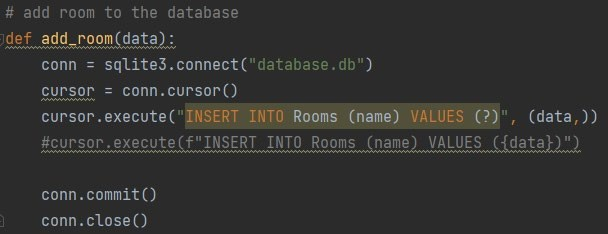 # add room to the database
def add_room(data):
    conn = sqlite3.connect("database.db")
    cursor = conn.cursor()
    cursor.execute("INSERT INTO Rooms (name) VALUES (?)", (data,))
    #cursor.execute(f"INSERT INTO Rooms (name) VALUES ({data})")
    conn.commit()
    conn.close()